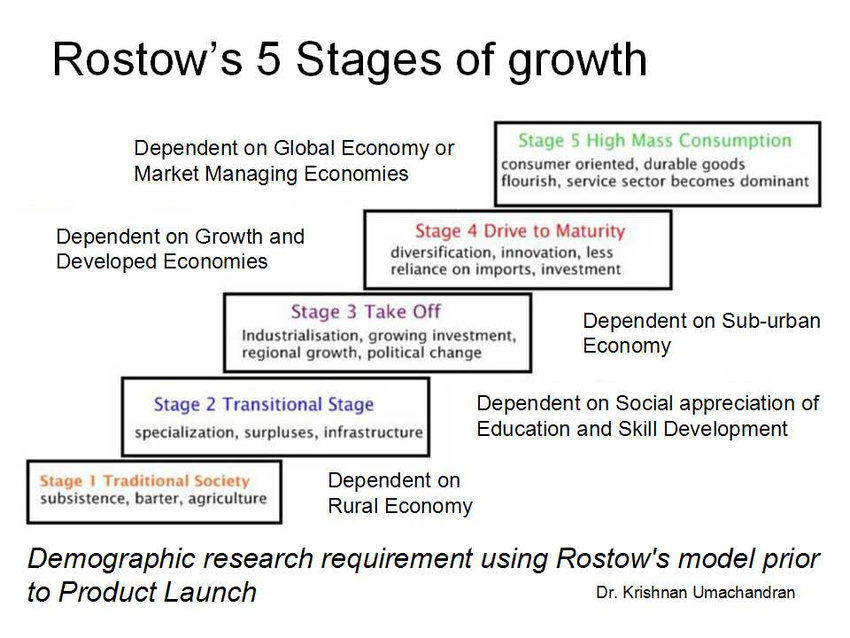 Rostow's 5 Stages of growth
Dependent on Global Economy or
Market Managing Economies
Stage 5 High Mass Consumption
consumer oriented, durable goods
flourish, service sector becomes dominant
Dependent on Growth and
Developed Economies
Stage 4 Drive to Maturity
diversification, innovation, less
reliance on imports, investment
Stage 3 Take Off
Industrialisation, growing investment,
regional growth, political change
Dependent on Sub-urban
Economy
Stage 2 Transitional Stage
specialization, surpluses, infrastructure
Dependent on Social appreciation of
Education and Skill Development
Stage 1 Traditional Society
subsistence, barter, agriculture
Dependent on
Rural Economy
Demographic research requirement using Rostow's model prior
to Product Launch
Dr. Krishnan Umachandran